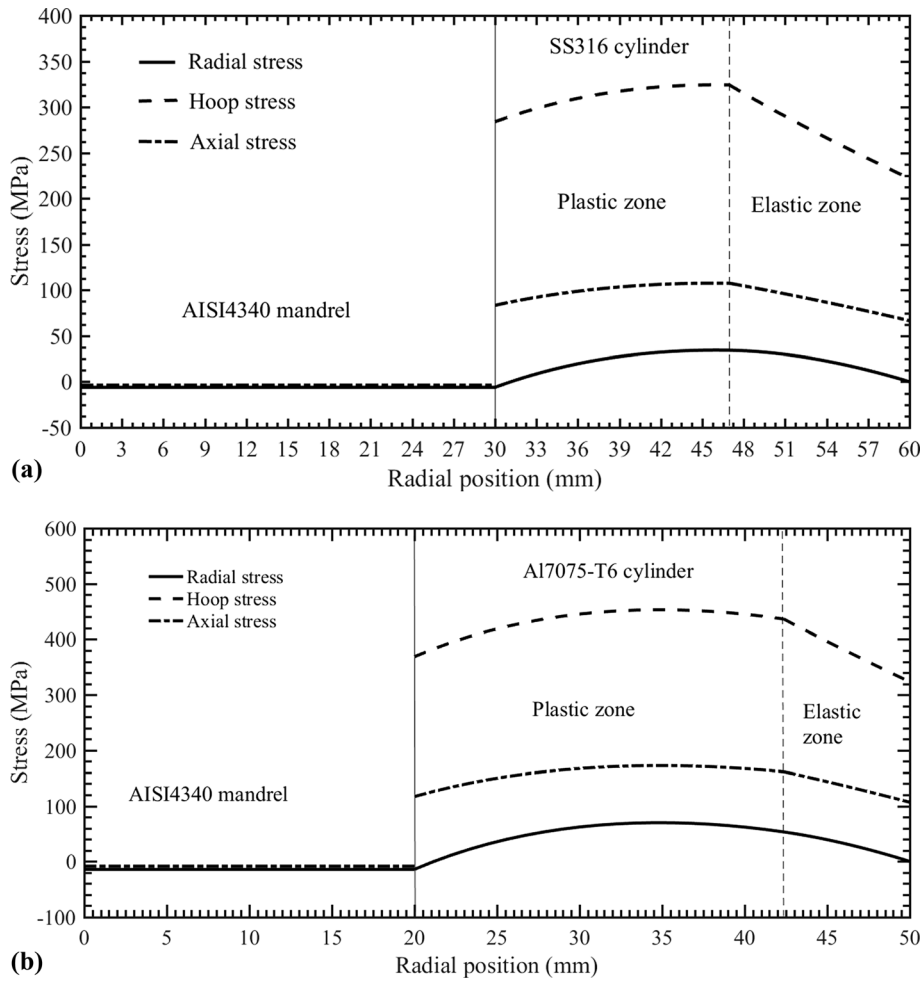 400
350
300
250
200
150
100
50
0
-50
Stress (MPa)
Radial stress
Hoop stress
Axial stress
SS316 cylinder
Plastic zone
Elastic zone
AISI4340 mandrel
0 3 6 9 12 15 18 21 24 27 30 33 36 39 42 45 48 51 54 57 60
(a)
Radial position (mm)
600
500
400
300
200
100
0
-100
Stress (MPa)
Radial stress
Hoop stress
Axial stress
Al7075-T6 cylinder
Plastic zone
Elastic
zone
AISI4340 mandrel
0 5 10 15 20 25 30 35 40 45 50
(b)
Radial position (mm)